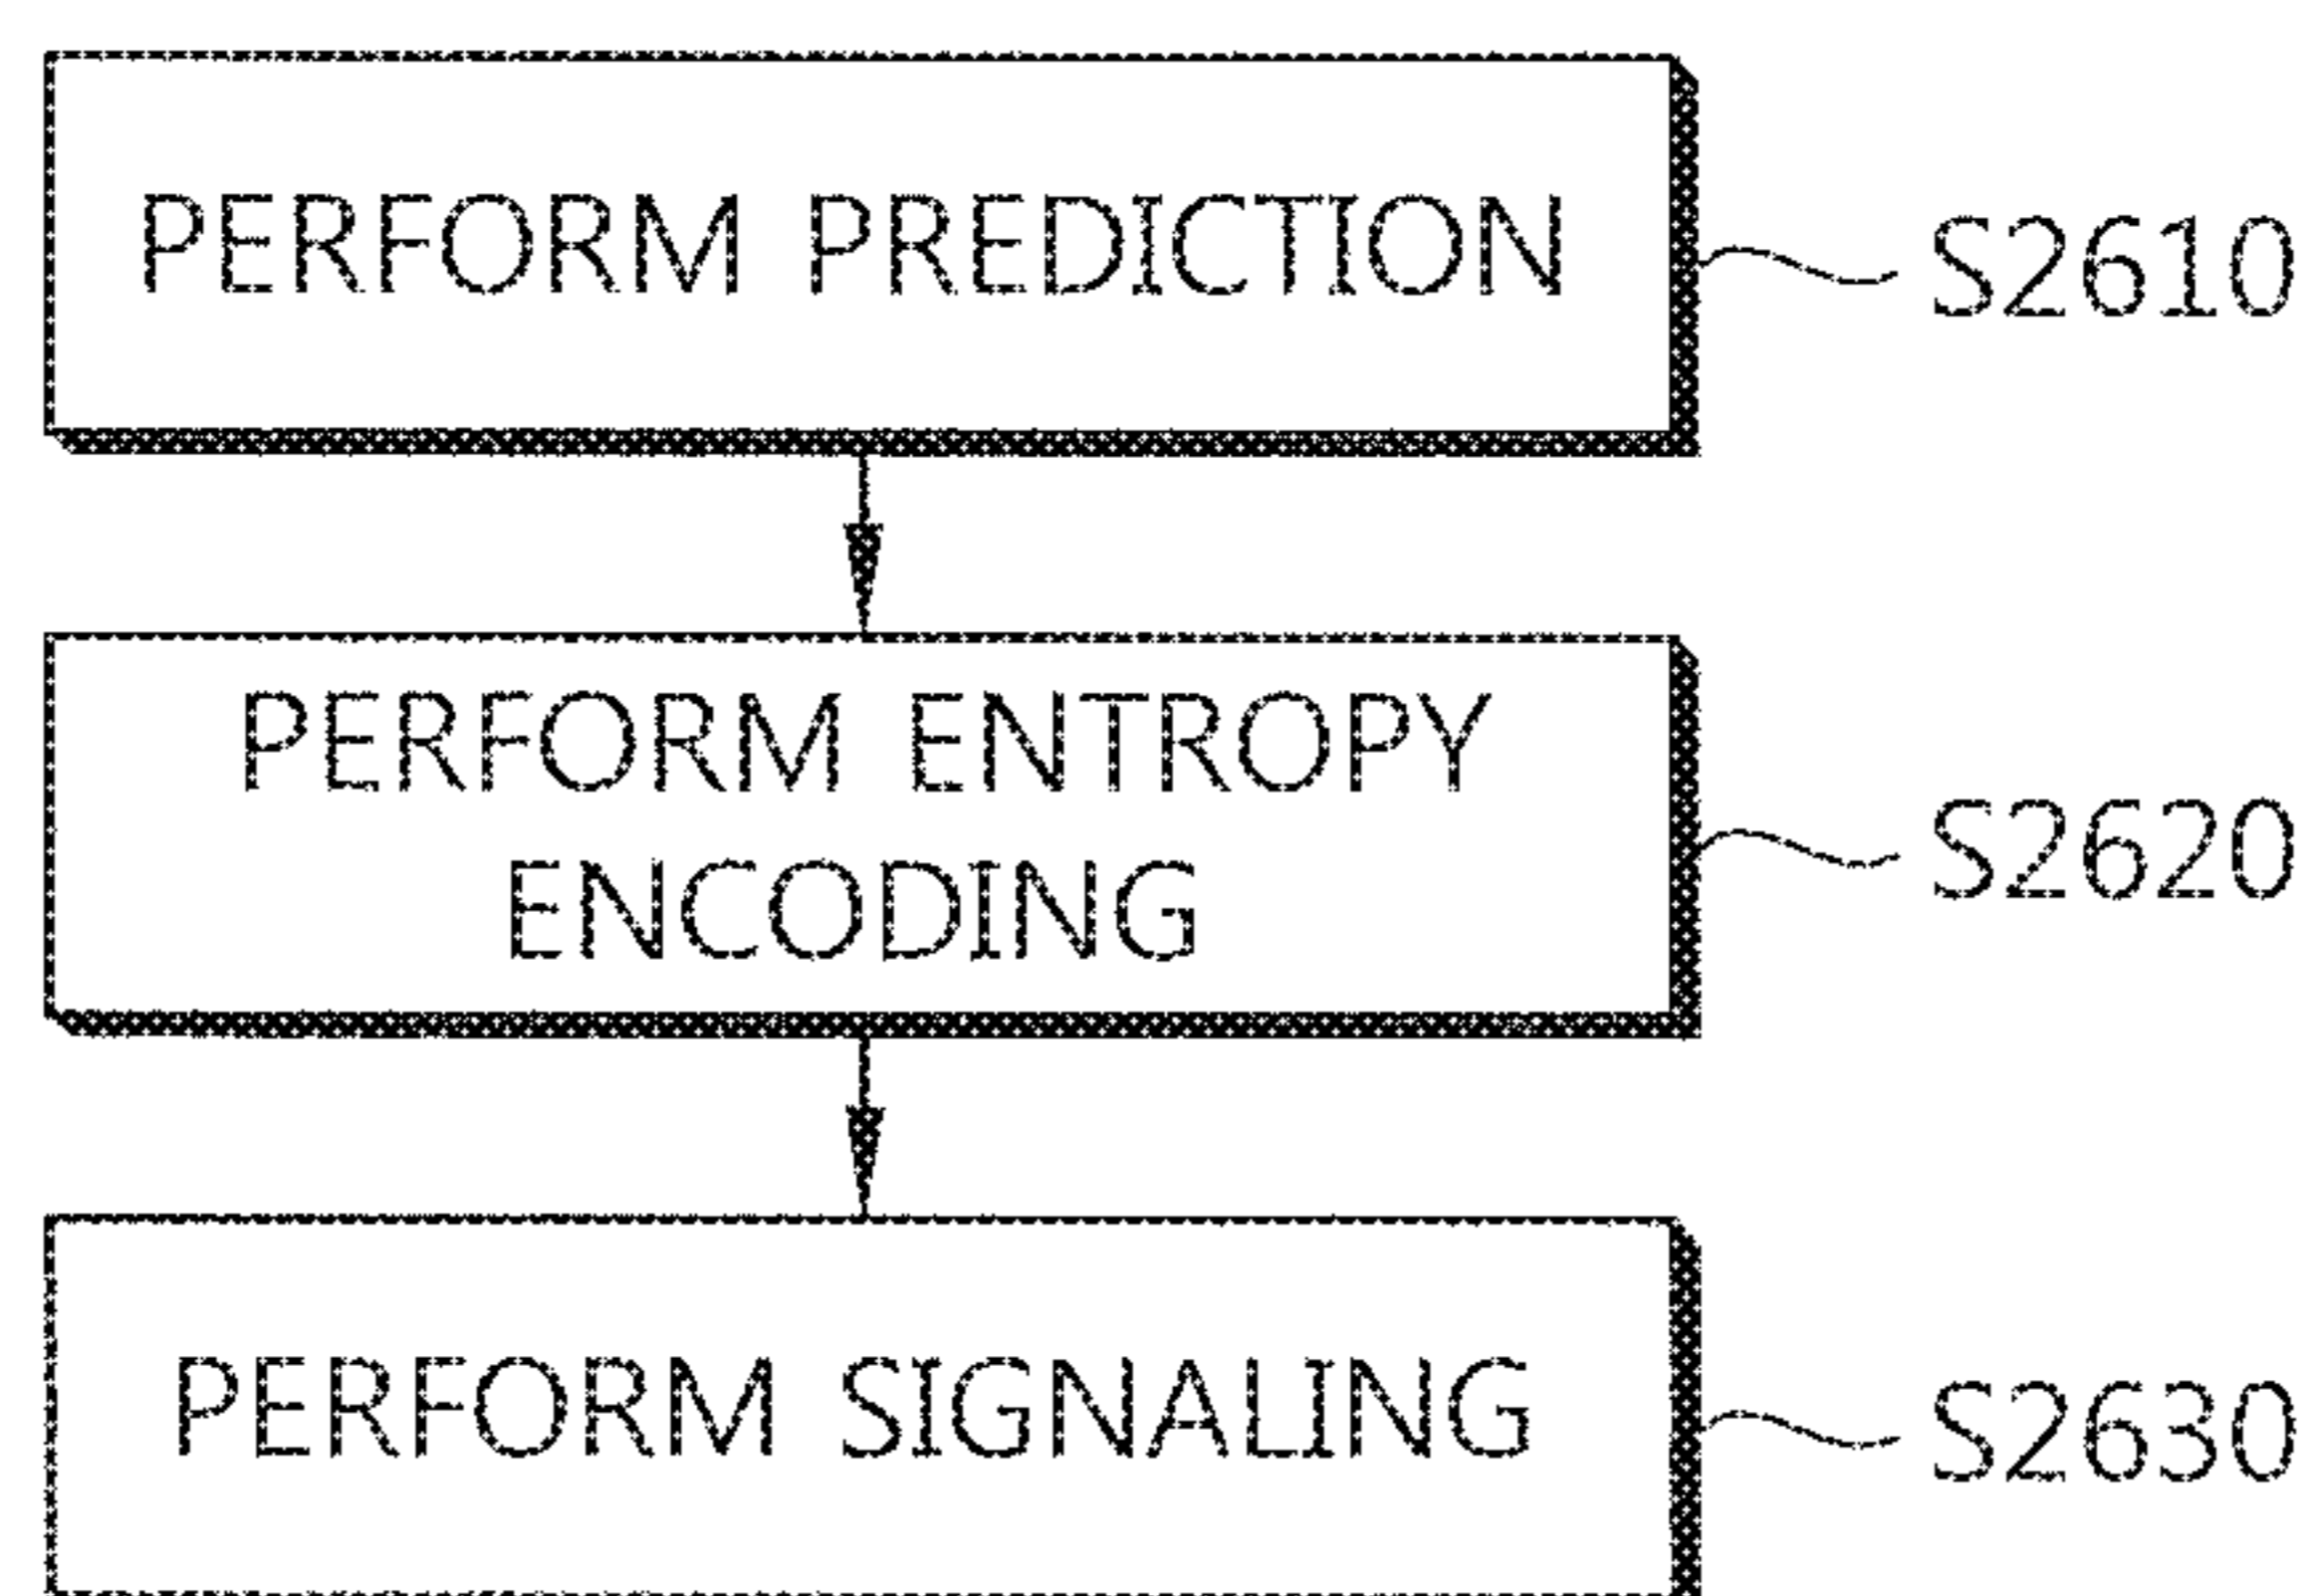 PERFORM PREDICTION
S2610
PERFORM ENTROPY
ENCODING
S2620
PERFORM SIGNALING
S2630